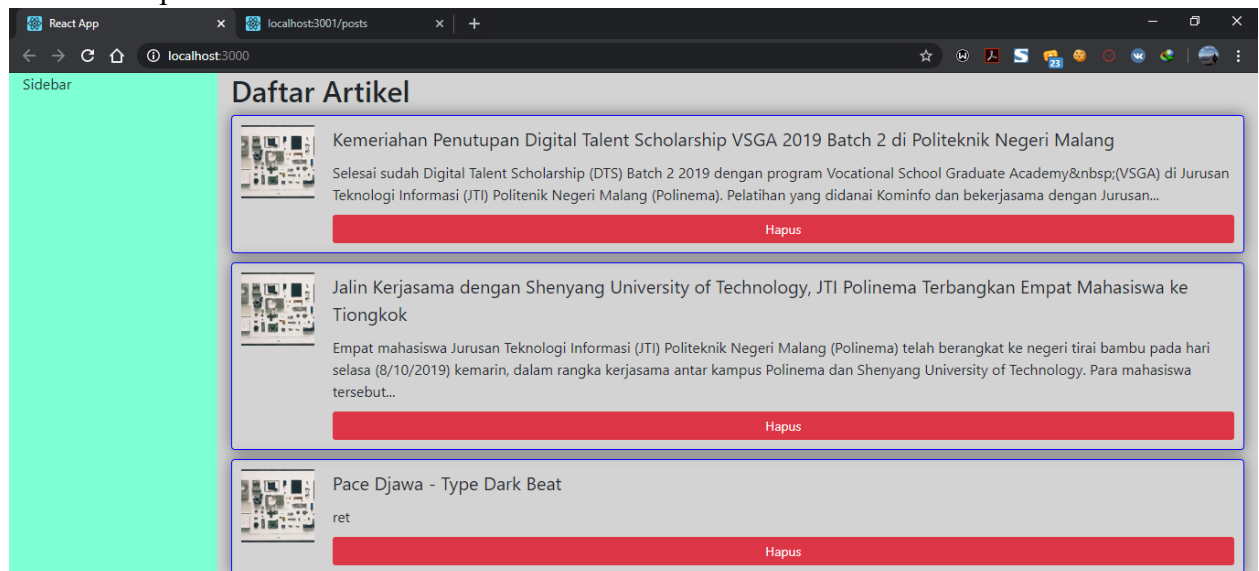 React App
localhost:3001/posts
localhost:3000
23
Sidebar
Daftar Artikel
Kemeriahan Penutupan Digital Talent Scholarship VSGA 2019 Batch 2 di Politeknik Negeri Malang
Selesai sudah Digital Talent Scholarship (DTS) Batch 2 2019 dengan program Vocational School Graduate Academy&nbsp;(VSGA) di Jurusan
Teknologi Informasi (JTI) Politenik Negeri Malang (Polinema). Pelatihan yang didanai Kominfo dan bekerjasama dengan Jurusan...
Hapus
Jalin Kerjasama dengan Shenyang University of Technology, JTI Polinema Terbangkan Empat Mahasiswa ke
Tiongkok
Empat mahasiswa Jurusan Teknologi Informasi (JTI) Politeknik Negeri Malang (Polinema) telah berangkat ke negeri tirai bambu pada hari
selasa (8/10/2019) kemarin, dalam rangka kerjasama antar kampus Polinema dan Shenyang University of Technology. Para mahasiswa
tersebut...
Hapus
Pace Djawa - Type Dark Beat
ret
Hapus